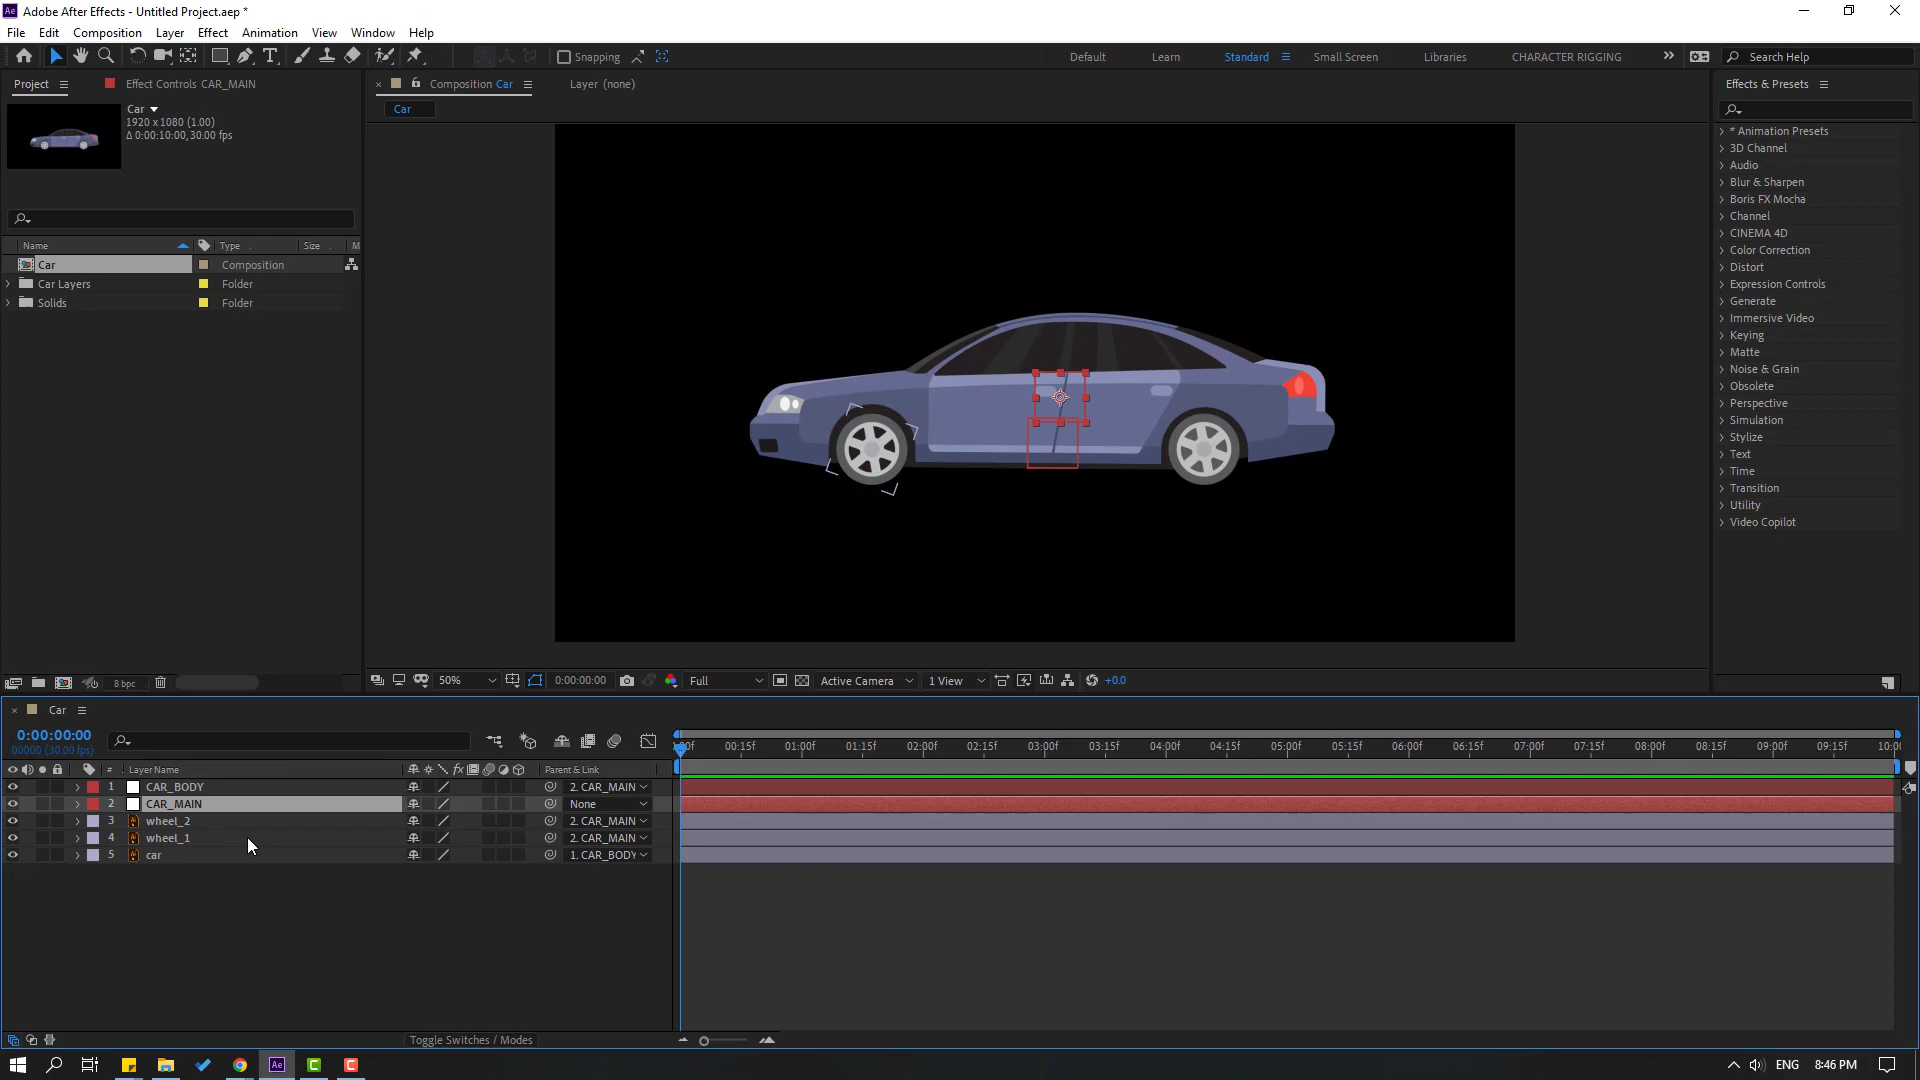 Adobe After Effects - Untitled Project.aep *
File Edit Composition Layer Effect Animation View Window Help
Snapping
Default Learn Standard Small Screen Libraries CHARACTER RIGGING
Search Help
Project
Effect Controls CAR_MAIN
Composition Car
Layer (none)
Effects & Presets
Car
1920 x 1080 (1.00)
Δ 0:00:10:00, 30.00 fps
Car
Name Type Size M
Car Composition
Car Layers Folder
Solids Folder
* Animation Presets
3D Channel
Audio
Blur & Sharpen
Boris FX Mocha
Channel
CINEMA 4D
Color Correction
Distort
Expression Controls
Generate
Immersive Video
Keying
Matte
Noise & Grain
Obsolete
Perspective
Simulation
Stylize
Text
Time
Transition
Utility
Video Copilot
8 bpc
50% 0:00:00:00 Full Active Camera 1 View +0.0
Car
0:00:00:00
00000 (30.00 fps)
:00f 00:15f 01:00f 01:15f 02:00f 02:15f 03:00f 03:15f 04:00f 04:15f 05:00f 05:15f 06:00f 06:15f 07:00f 07:15f 08:00f 08:15f 09:00f 09:15f 10:0
# Layer Name Parent & Link
1 CAR_BODY 2. CAR_MAIN
2 CAR_MAIN None
3 wheel_2 2. CAR_MAIN
4 wheel_1 2. CAR_MAIN
5 car 1. CAR_BODY
Toggle Switches / Modes
ENG 8:46 PM